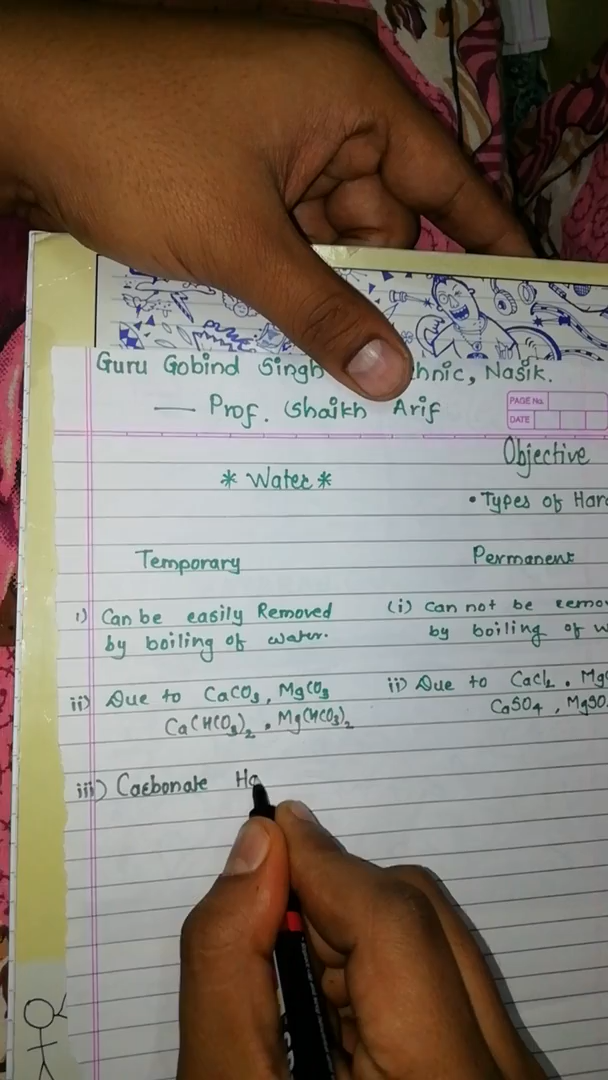 Guru Gobind Singh hnic, Nasik.
— Prof. Shaikh Arif
PAGE No.
DATE
Objective
* Water *
• Types of Har
Temporary
Permanent
i) Can be easily Removed
by boiling of water.
(i) Can not be remo
by boiling of w
ii) Due to CaCO3, MgCO3
Ca(HCO3)2, Mg(HCO3)2
ii) Due to CaCl2, Mg
CaSO4, MgSO
iii) Carbonate Ha